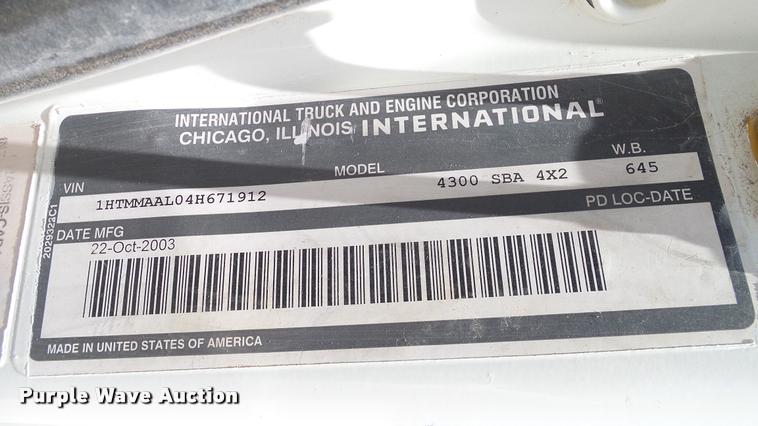 INTERNATIONAL TRUCK AND ENGINE CORPORATION
CHICAGO, ILLINOIS INTERNATIONAL®
VIN MODEL W.B.
1HTMMAAL04H671912 4300 SBA 4X2 645
DATE MFG PD LOC-DATE
22-Oct-2003
2029322C1
MADE IN UNITED STATES OF AMERICA
Purple Wave Auction